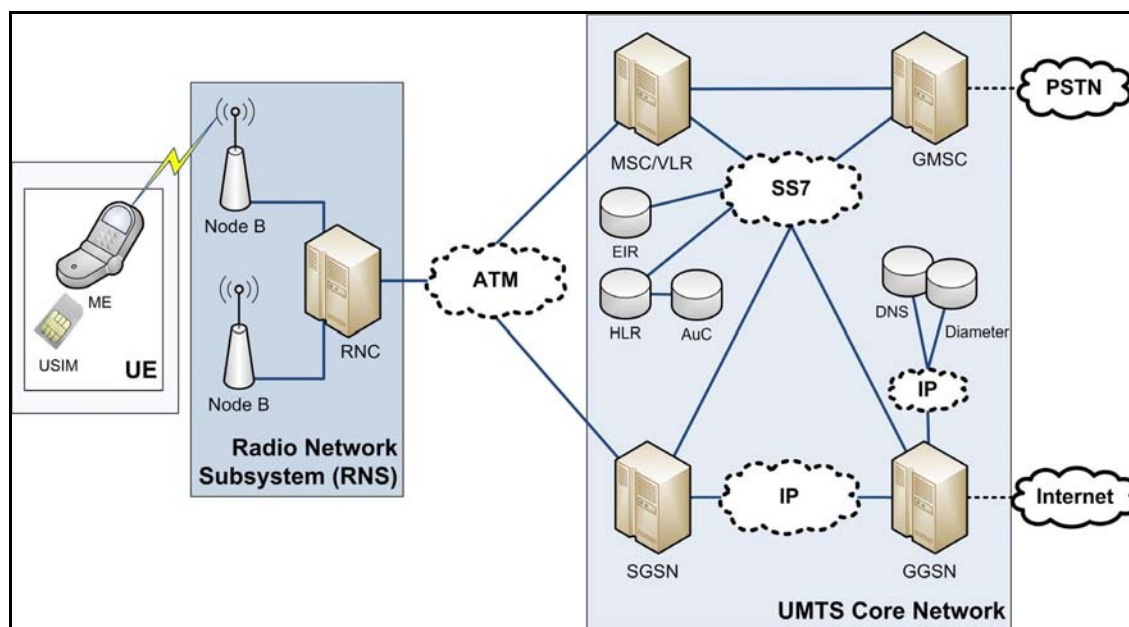 ME
USIM
UE
Node B
Node B
RNC
Radio Network
Subsystem (RNS)
ATM
MSC/VLR
GMSC
PSTN
SS7
EIR
HLR
AuC
DNS
Diameter
IP
SGSN
IP
GGSN
Internet
UMTS Core Network